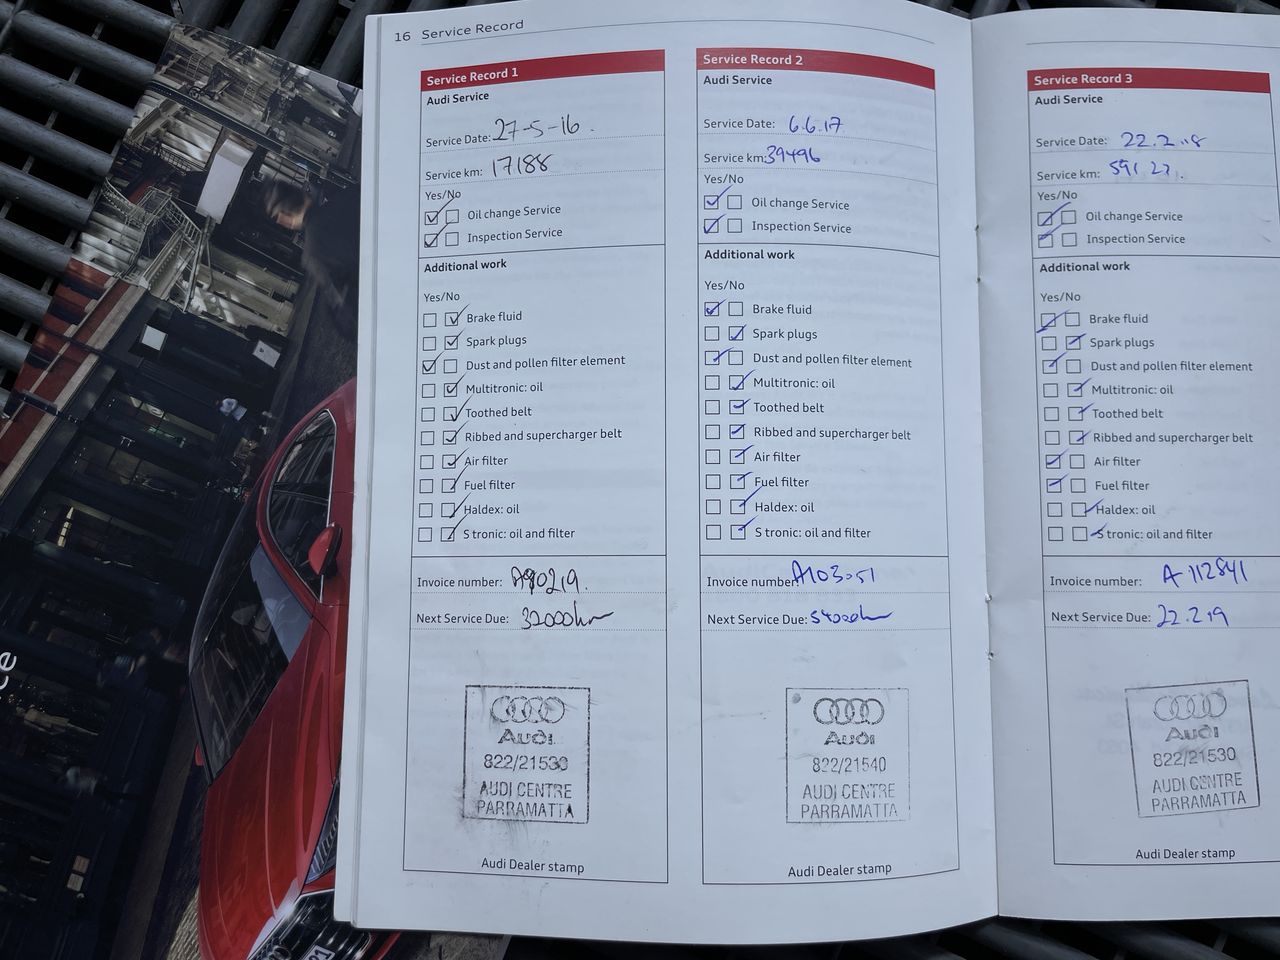 16 Service Record
Service Record 1
Audi Service
Service Date: 27-5-16.
Service km: 17188
Yes/No
Oil change Service
Inspection Service
Additional work
Yes/No
Brake fluid
Spark plugs
Dust and pollen filter element
Multitronic: oil
Toothed belt
Ribbed and supercharger belt
Air filter
Fuel filter
Haldex: oil
S tronic: oil and filter
Invoice number: A90219.
Next Service Due: 32000km
Audi
822/21530
AUDI CENTRE
PARRAMATTA
Audi Dealer stamp
Service Record 2
Audi Service
Service Date: 6.6.17
Service km: 39496
Yes/No
Oil change Service
Inspection Service
Additional work
Yes/No
Brake fluid
Spark plugs
Dust and pollen filter element
Multitronic: oil
Toothed belt
Ribbed and supercharger belt
Air filter
Fuel filter
Haldex: oil
S tronic: oil and filter
Invoice number: A103051
Next Service Due: 54000km
Audi
822/21540
AUDI CENTRE
PARRAMATTA
Audi Dealer stamp
Service Record 3
Audi Service
Service Date: 22.2.18
Service km: 59127.
Yes/No
Oil change Service
Inspection Service
Additional work
Yes/No
Brake fluid
Spark plugs
Dust and pollen filter element
Multitronic: oil
Toothed belt
Ribbed and supercharger belt
Air filter
Fuel filter
Haldex: oil
S tronic: oil and filter
Invoice number: A 112841
Next Service Due: 22.2.19
Audi
822/21530
AUDI CENTRE
PARRAMATTA
Audi Dealer stamp